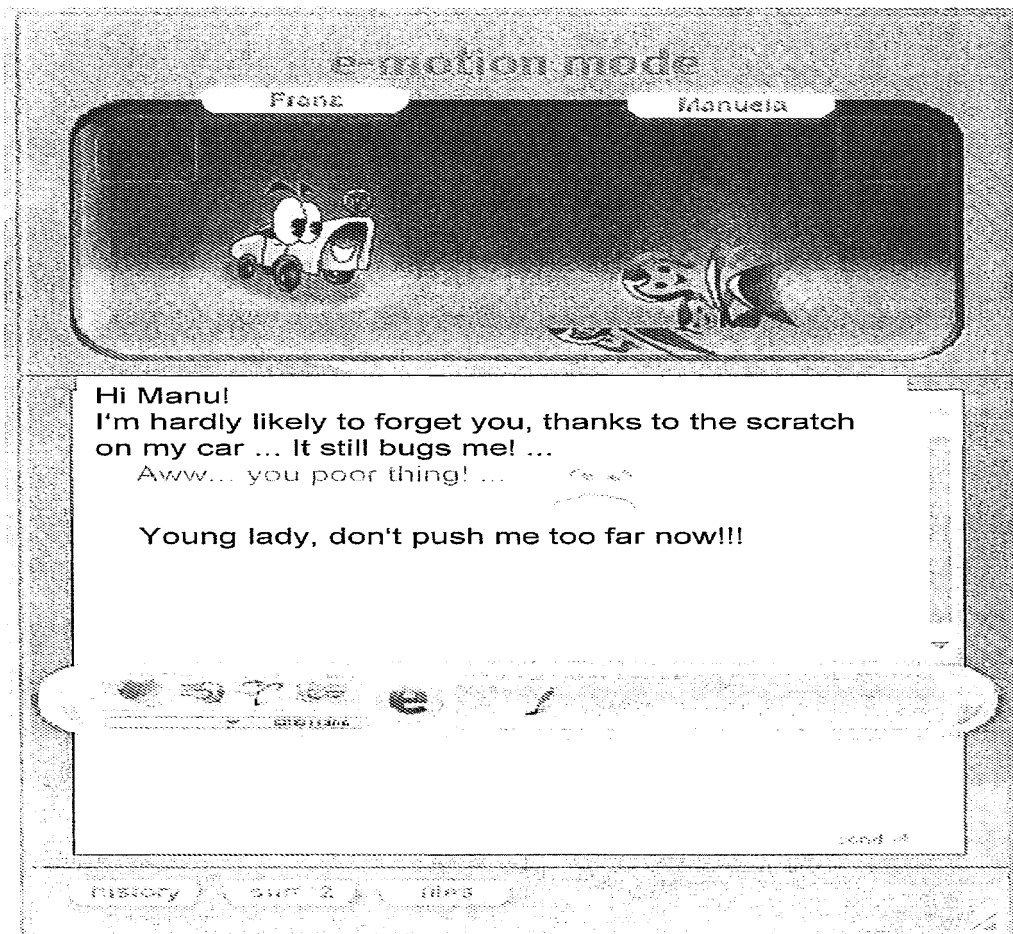 e-motion mode
Franz
Manuela
Hi Manu!
I'm hardly likely to forget you, thanks to the scratch
on my car ... It still bugs me! ...
Aww... you poor thing! ...
Young lady, don't push me too far now!!!
send
history
files